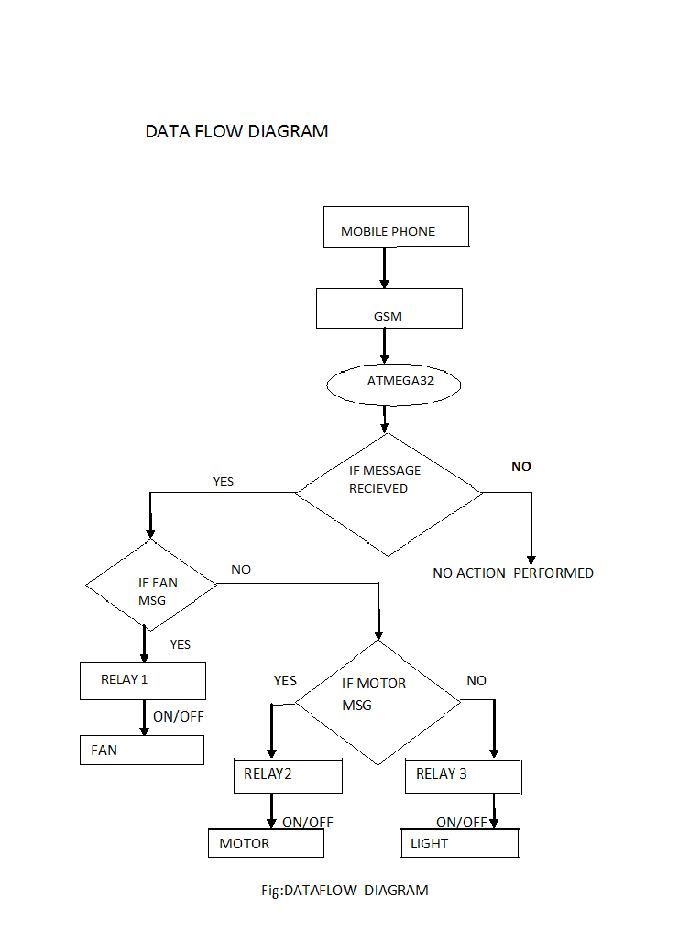 DATA FLOW DIAGRAM
MOBILE PHONE
GSM
ATMEGA32
IF MESSAGE
RECIEVED
YES
NO
NO ACTION PERFORMED
IF FAN
MSG
NO
YES
RELAY 1
ON/OFF
FAN
IF MOTOR
MSG
YES
NO
RELAY2
RELAY 3
ON/OFF
ON/OFF
MOTOR
LIGHT
Fig:DATAFLOW DIAGRAM